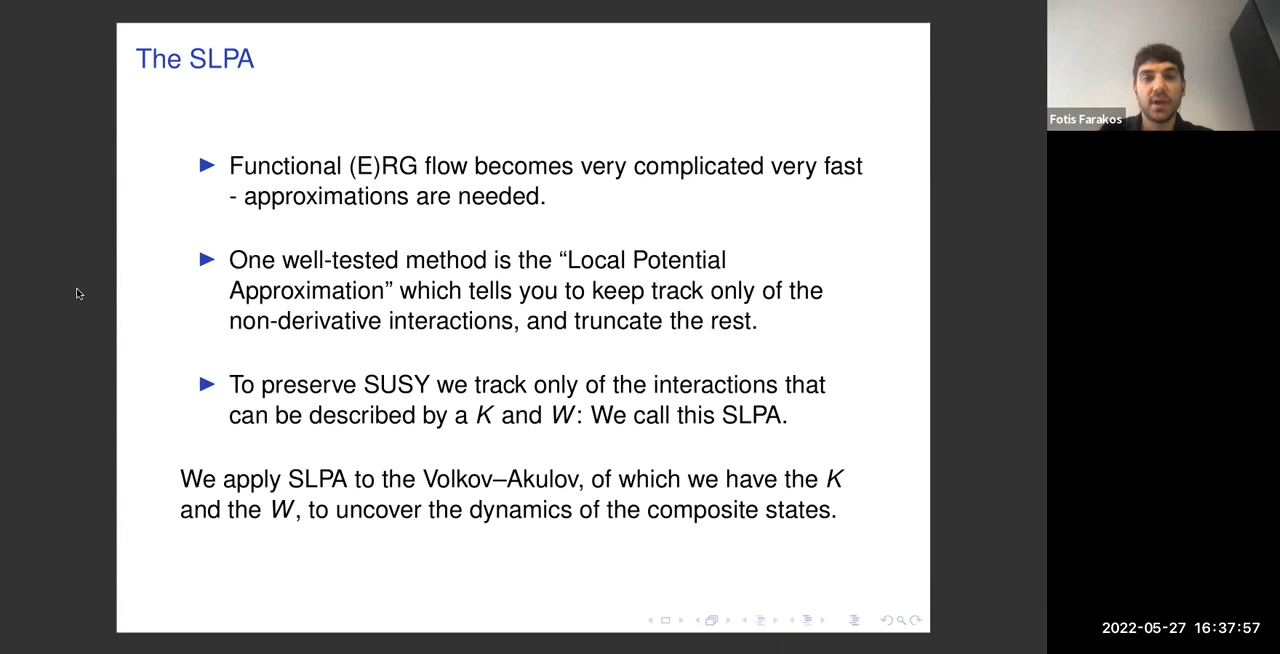 The SLPA
► Functional (E)RG flow becomes very complicated very fast
- approximations are needed.
► One well-tested method is the “Local Potential
Approximation” which tells you to keep track only of the
non-derivative interactions, and truncate the rest.
► To preserve SUSY we track only of the interactions that
can be described by a K and W: We call this SLPA.
We apply SLPA to the Volkov–Akulov, of which we have the K
and the W, to uncover the dynamics of the composite states.
Fotis Farakos
2022-05-27 16:37:57